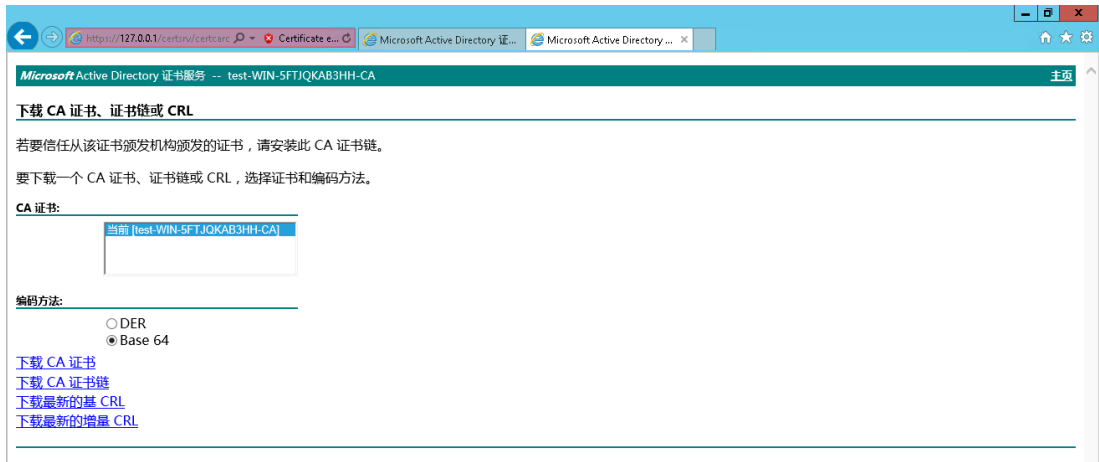 https://127.0.0.1/certsrv/certcarc Certificate e... Microsoft Active Directory 证... Microsoft Active Directory ...
Microsoft Active Directory 证书服务 -- test-WIN-5FTJQKAB3HH-CA 主页
下载 CA 证书、证书链或 CRL
若要信任从该证书颁发机构颁发的证书，请安装此 CA 证书链。
要下载一个 CA 证书、证书链或 CRL，选择证书和编码方法。
CA 证书:
当前 [test-WIN-5FTJQKAB3HH-CA]
编码方法:
DER
Base 64
下载 CA 证书
下载 CA 证书链
下载最新的基 CRL
下载最新的增量 CRL